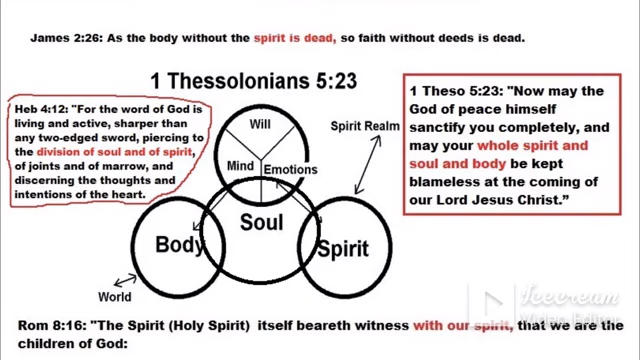 James 2:26: As the body without the spirit is dead, so faith without deeds is dead.
1 Thessolonians 5:23
Heb 4:12: "For the word of God is
living and active, sharper than
any two-edged sword, piercing to
the division of soul and of spirit,
of joints and of marrow, and
discerning the thoughts and
intentions of the heart.
Will
Mind
Emotions
Spirit Realm
Soul
Body
Spirit
World
1 Theso 5:23: "Now may the
God of peace himself
sanctify you completely, and
may your whole spirit and
soul and body be kept
blameless at the coming of
our Lord Jesus Christ."
Icecream
Video Editor
Rom 8:16: "The Spirit (Holy Spirit) itself beareth witness with our spirit, that we are the
children of God: